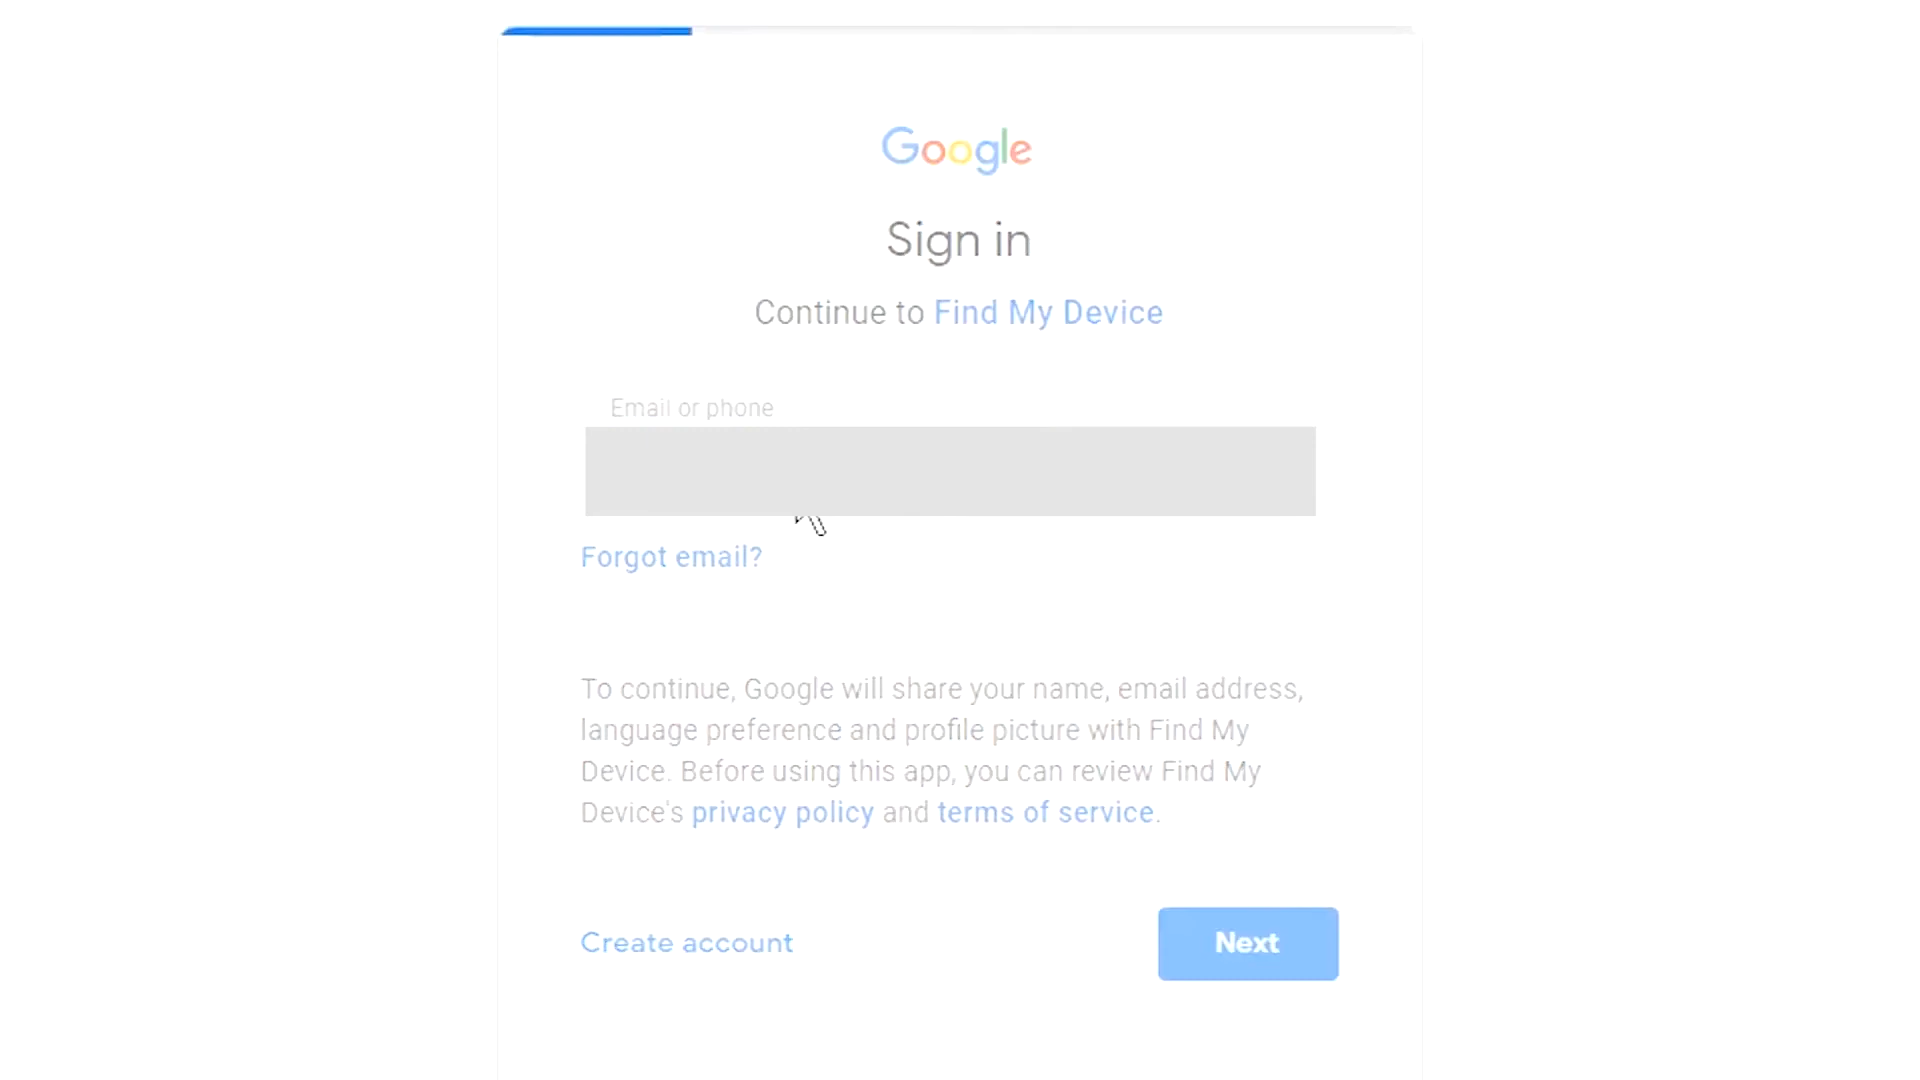 Google
Sign in
Continue to Find My Device
Email or phone
Forgot email?
To continue, Google will share your name, email address,
language preference and profile picture with Find My
Device. Before using this app, you can review Find My
Device's privacy policy and terms of service.
Create account
Next